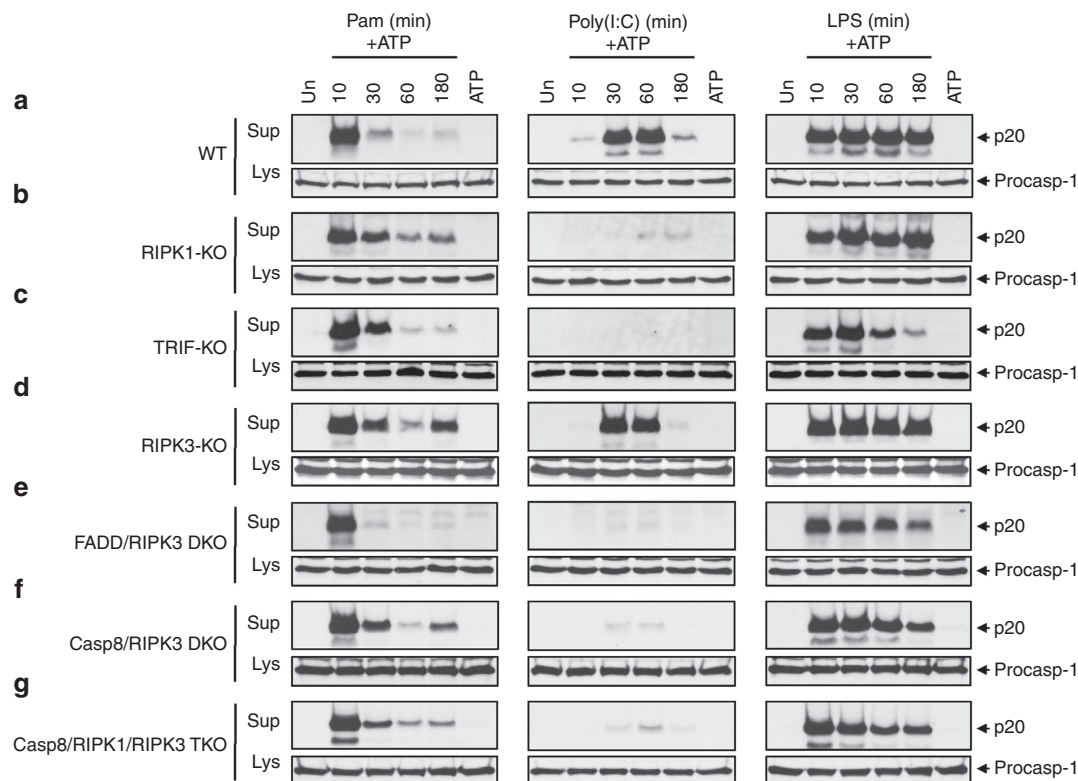 Pam (min)
+ATP
Poly(I:C) (min)
+ATP
LPS (min)
+ATP
Un 10 30 60 180 ATP
Un 10 30 60 180 ATP
Un 10 30 60 180 ATP
a
WT
Sup
p20
Lys
Procasp-1
b
RIPK1-KO
Sup
p20
Lys
Procasp-1
c
TRIF-KO
Sup
p20
Lys
Procasp-1
d
RIPK3-KO
Sup
p20
Lys
Procasp-1
e
FADD/RIPK3 DKO
Sup
p20
Lys
Procasp-1
f
Casp8/RIPK3 DKO
Sup
p20
Lys
Procasp-1
g
Casp8/RIPK1/RIPK3 TKO
Sup
p20
Lys
Procasp-1